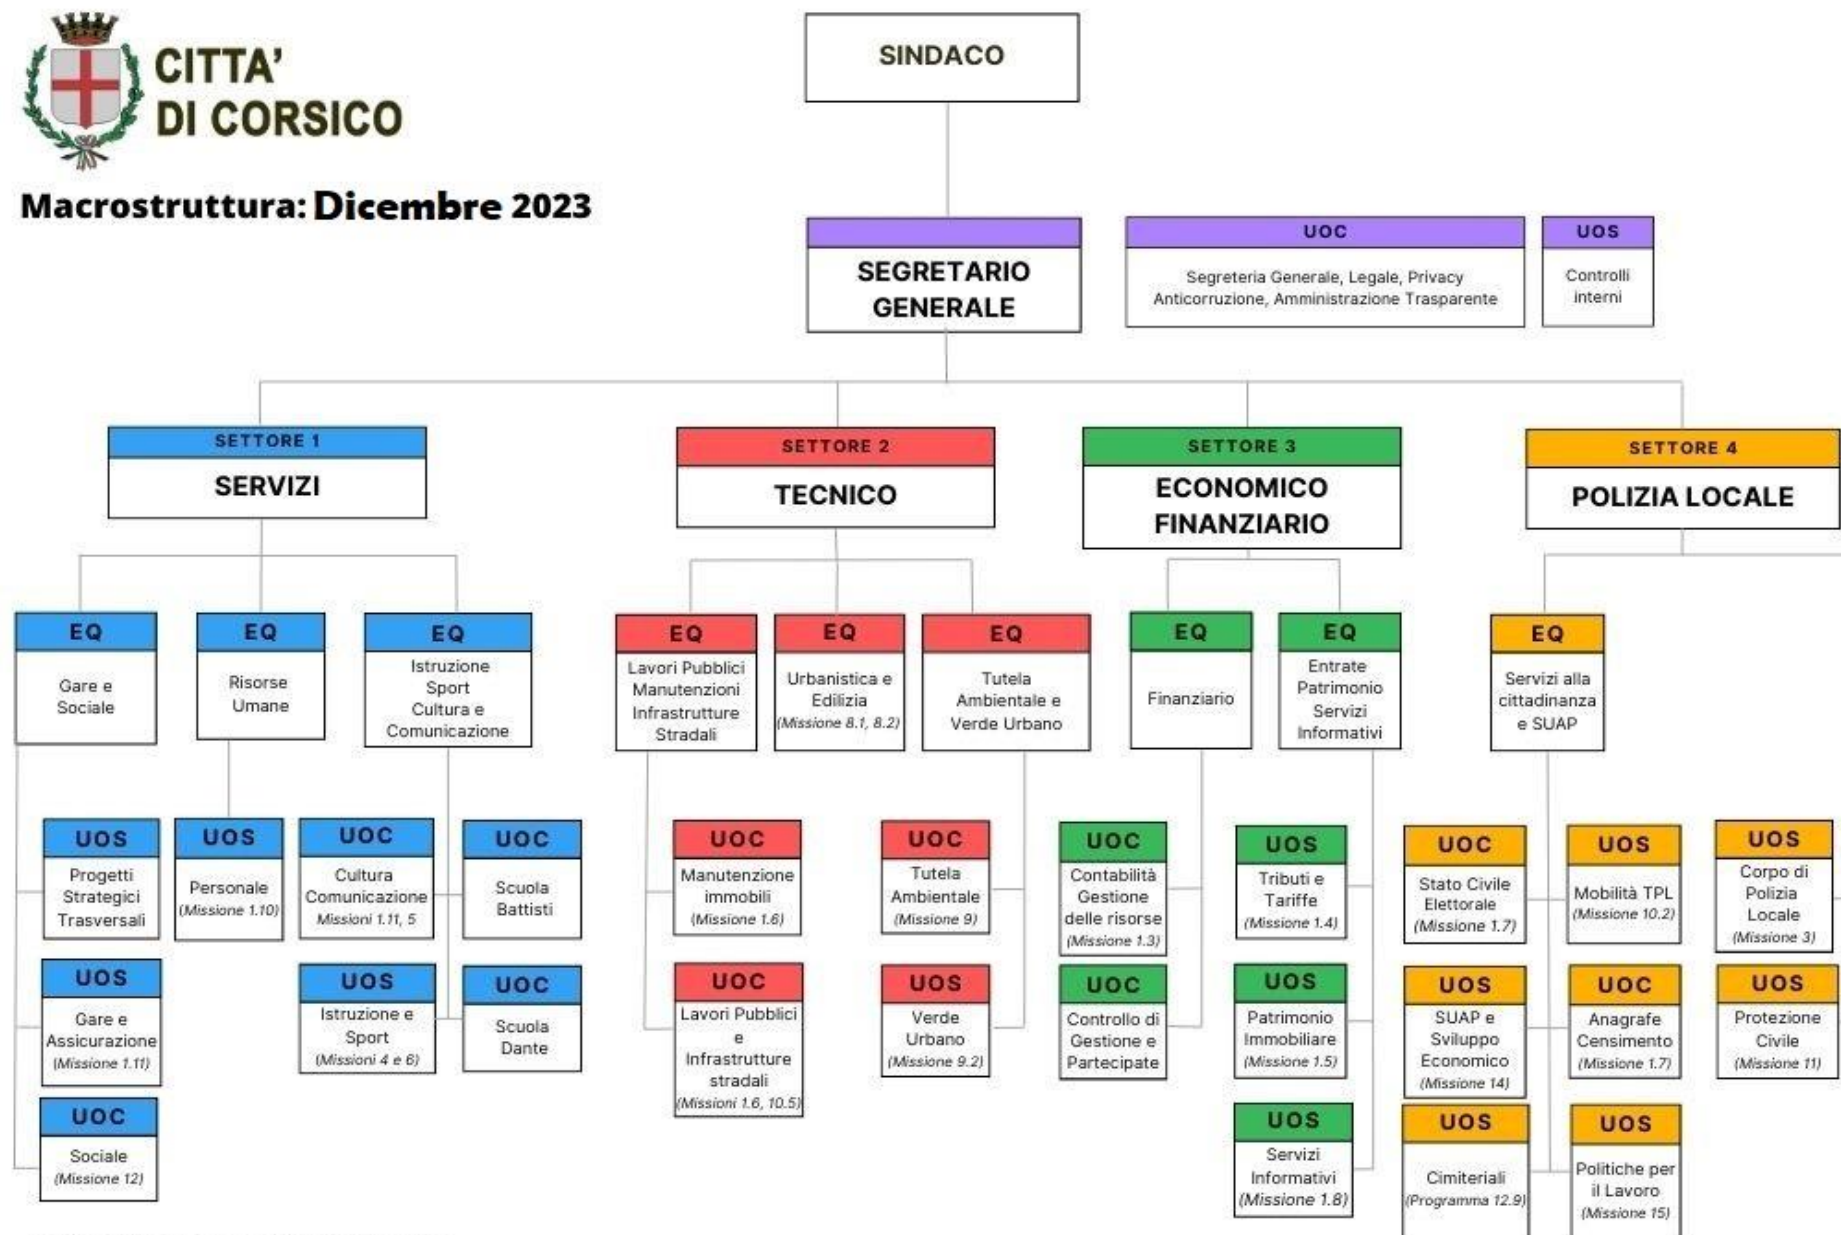 CITTA'
DI CORSICO
Macrostruttura: Dicembre 2023
SINDACO
SEGRETARIO
GENERALE
UOC
Segreteria Generale, Legale, Privacy
Anticorruzione, Amministrazione Trasparente
UOS
Controlli
interni
SETTORE 1
SERVIZI
SETTORE 2
TECNICO
SETTORE 3
ECONOMICO
FINANZIARIO
SETTORE 4
POLIZIA LOCALE
EQ
Gare e
Sociale
EQ
Risorse
Umane
EQ
Istruzione
Sport
Cultura e
Comunicazione
EQ
Lavori Pubblici
Manutenzioni
Infrastrutture
Stradali
EQ
Urbanistica e
Edilizia
(Missione 8.1, 8.2)
EQ
Tutela
Ambientale e
Verde Urbano
EQ
Finanziario
EQ
Entrate
Patrimonio
Servizi
Informativi
EQ
Servizi alla
cittadinanza
e SUAP
UOS
Progetti
Strategici
Trasversali
UOS
Personale
(Missione 1.10)
UOC
Cultura
Comunicazione
Missioni 1.11, 5
UOC
Scuola
Battisti
UOC
Manutenzione
immobili
(Missione 1.6)
UOC
Tutela
Ambientale
(Missione 9)
UOC
Contabilità
Gestione
delle risorse
(Missione 1.3)
UOS
Tributi e
Tariffe
(Missione 1.4)
UOC
Stato Civile
Elettorale
(Missione 1.7)
UOS
Mobilità TPL
(Missione 10.2)
UOS
Corpo di
Polizia
Locale
(Missione 3)
UOS
Gare e
Assicurazione
(Missione 1.11)
UOS
Istruzione e
Sport
(Missioni 4 e 6)
UOC
Scuola
Dante
UOC
Lavori Pubblici
e
Infrastrutture
stradali
(Missioni 1.6, 10.5)
UOS
Verde
Urbano
(Missione 9.2)
UOC
Controllo di
Gestione e
Partecipate
UOS
Patrimonio
Immobiliare
(Missione 1.5)
UOS
SUAP e
Sviluppo
Economico
(Missione 14)
UOC
Anagrafe
Censimento
(Missione 1.7)
UOS
Protezione
Civile
(Missione 11)
UOC
Sociale
(Missione 12)
UOS
Servizi
Informativi
(Missione 1.8)
UOS
Cimiteriali
(Programma 12.9)
UOS
Politiche per
il Lavoro
(Missione 15)